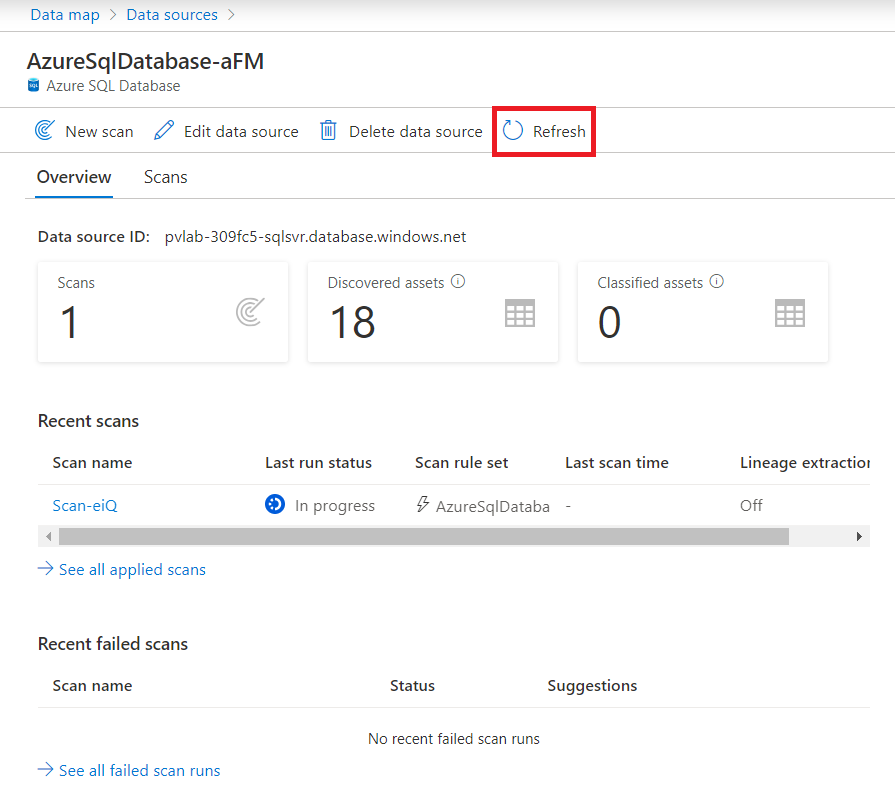 Data map > Data sources >
AzureSqlDatabase-aFM
Azure SQL Database
New scan Edit data source Delete data source Refresh
Overview Scans
Data source ID: pvlab-309fc5-sqlsvr.database.windows.net
Scans Discovered assets Classified assets
1 18 0
Recent scans
Scan name Last run status Scan rule set Last scan time Lineage extraction
Scan-eiQ In progress AzureSqlDataba - Off
See all applied scans
Recent failed scans
Scan name Status Suggestions
No recent failed scan runs
See all failed scan runs